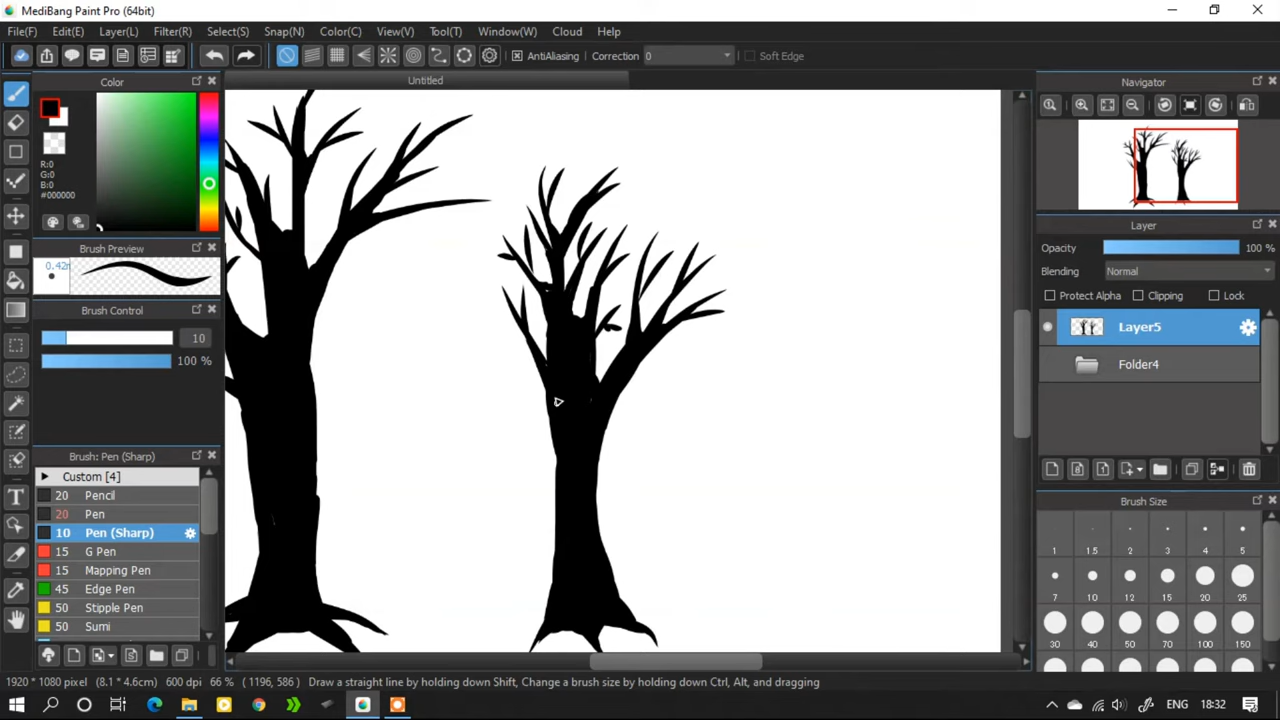 MediBang Paint Pro (64bit)
File(F) Edit(E) Layer(L) Filter(R) Select(S) Snap(N) Color(C) View(V) Tool(T) Window(W) Cloud Help
AntiAliasing Correction 0 Soft Edge
Color
Untitled
Navigator
R:0
G:0
B:0
#000000
Brush Preview
Brush Control
10
100 %
Brush: Pen (Sharp)
Custom [4]
20 Pencil
20 Pen
10 Pen (Sharp)
15 G Pen
15 Mapping Pen
45 Edge Pen
50 Stipple Pen
50 Sumi
Layer
Opacity 100 %
Blending Normal
Protect Alpha Clipping Lock
Layer5
Folder4
Brush Size
1 1.5 2 3 4 5
7 10 12 15 20 25
30 40 50 70 100 150
1920 * 1080 pixel (8.1 * 4.6cm) 600 dpi 66 % ( 1196, 586 ) Draw a straight line by holding down Shift, Change a brush size by holding down Ctrl, Alt, and dragging
T
ENG 18:32